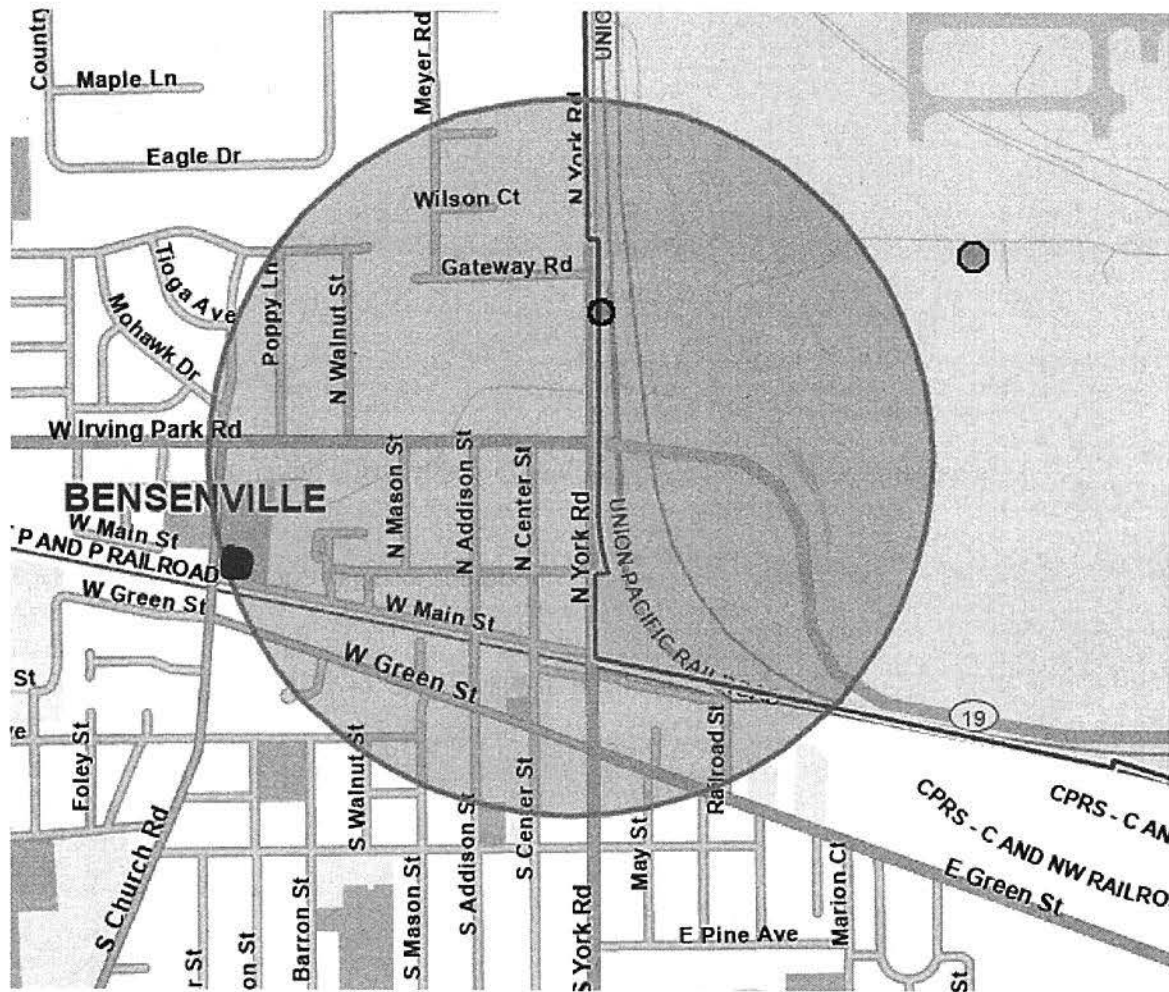 Country
Maple Ln
Eagle Dr
Meyer Rd
N York Rd
Wilson Ct
Gateway Rd
Tioga Ave
Mohawk Dr
Poppy Ln
N Walnut St
W Irving Park Rd
BENSENVILLE
W Main St
P AND P RAILROAD
W Green St
N Mason St
N Addison St
N Center St
N York Rd
UNION PACIFIC
W Main St
W Green St
St
19
Foley St
S Church Rd
S Walnut St
S Mason St
S Addison St
S Center St
Railroad St
May St
CPRS - C AN
CPRS - C AND NW RAILRO
E Green St
Marion Ct
E Pine Ave
S York Rd
Barron St
on St
r St
St